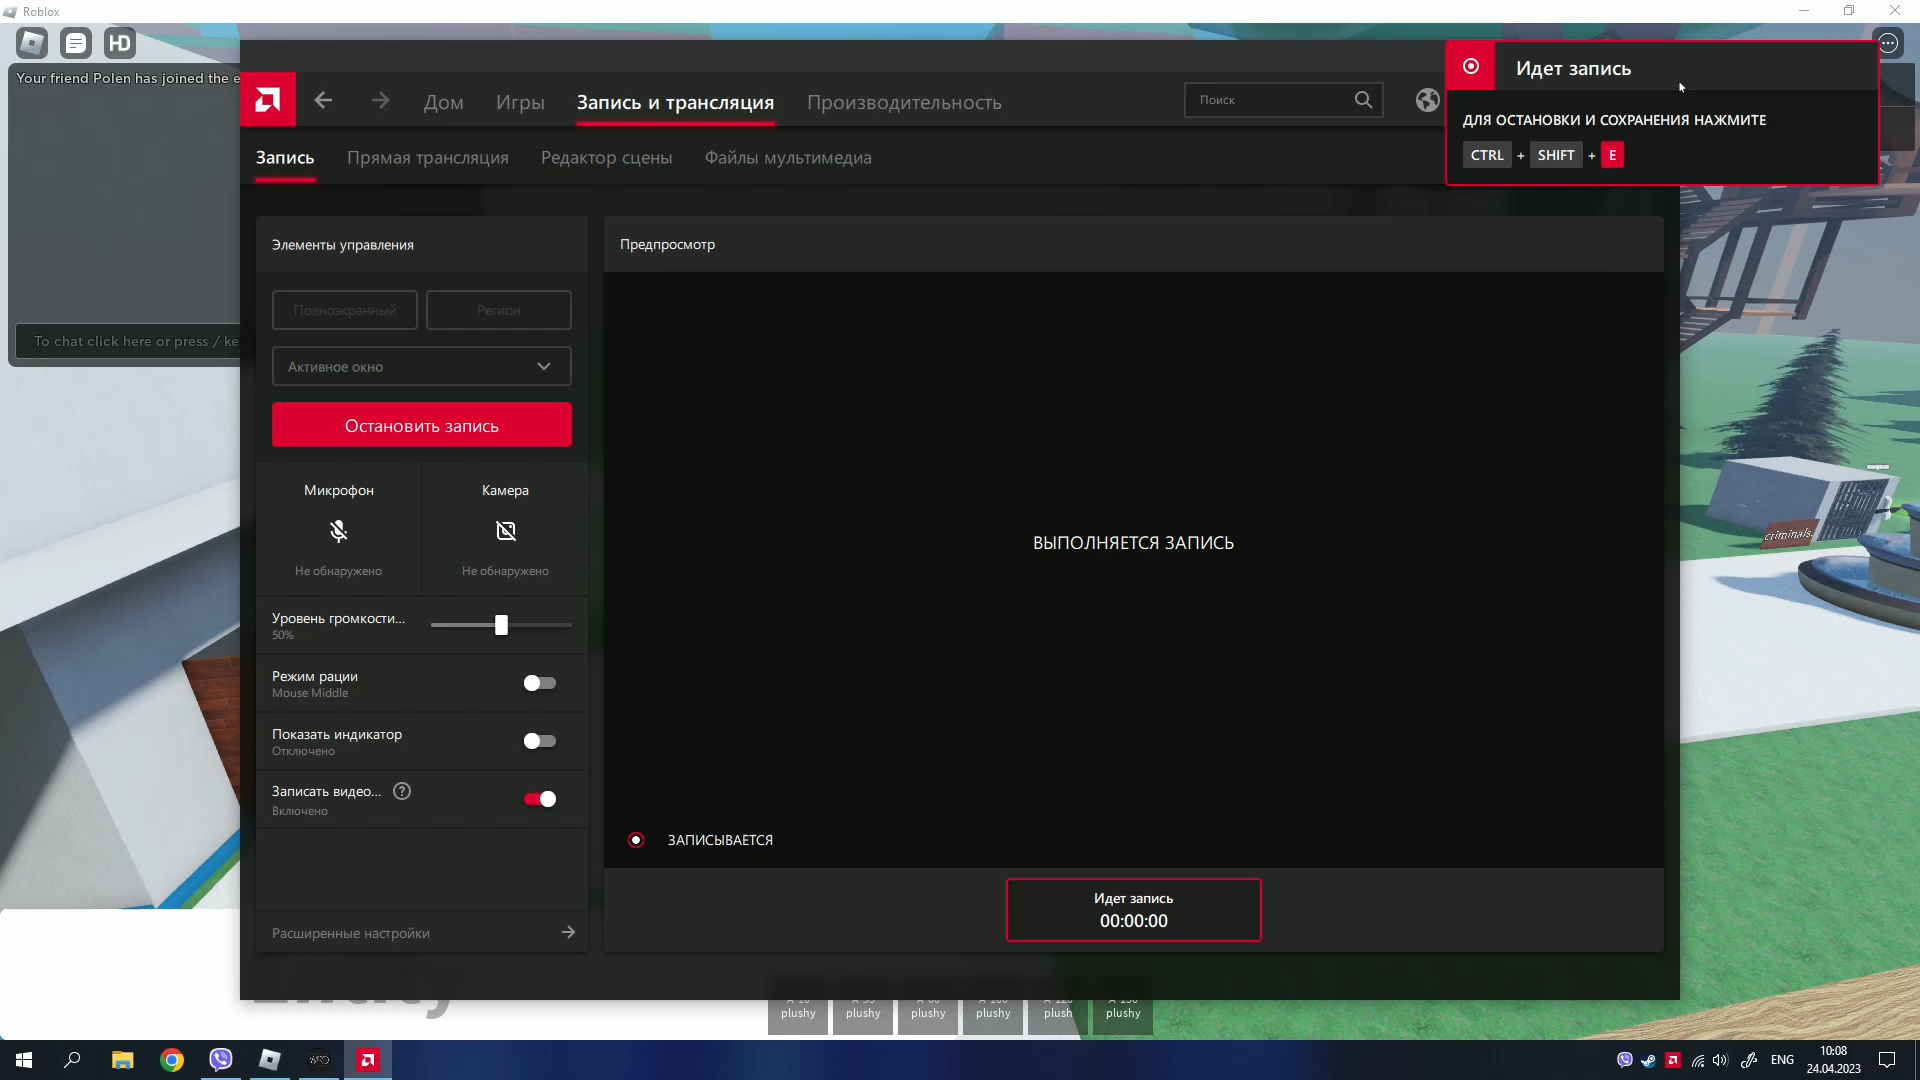 Roblox
HD
Your friend Polen has joined the e
To chat click here or press / ke
Дом
Игры
Запись и трансляция
Производительность
Поиск
Идет запись
ДЛЯ ОСТАНОВКИ И СОХРАНЕНИЯ НАЖМИТЕ
CTRL + SHIFT + E
Запись
Прямая трансляция
Редактор сцены
Файлы мультимедиа
Элементы управления
Предпросмотр
Полноэкранный
Регион
Активное окно
Остановить запись
Микрофон
Камера
Не обнаружено
Не обнаружено
Уровень громкости...
50%
Режим рации
Mouse Middle
Показать индикатор
Отключено
Записать видео...
?
Включено
Расширенные настройки
ВЫПОЛНЯЕТСЯ ЗАПИСЬ
ЗАПИСЫВАЕТСЯ
Идет запись
00:00:00
criminals.
plushy
plushy
plushy
plushy
plush
plushy
ENG
10:08
24.04.2023